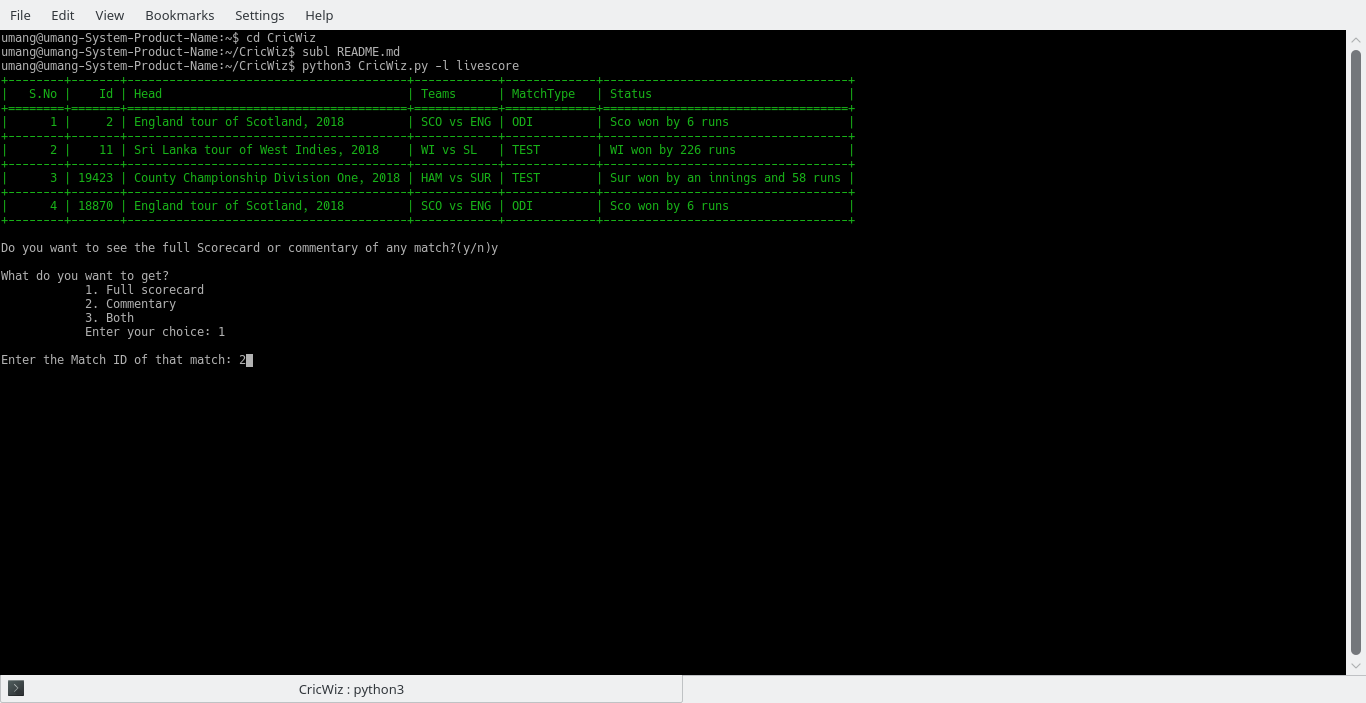 File Edit View Bookmarks Settings Help
umang@umang-System-Product-Name:~$ cd CricWiz
umang@umang-System-Product-Name:~/CricWiz$ subl README.md
umang@umang-System-Product-Name:~/CricWiz$ python3 CricWiz.py -l livescore
| S.No | Id | Head | Teams | MatchType | Status |
| 1 | 2 | England tour of Scotland, 2018 | SCO vs ENG | ODI | Sco won by 6 runs |
| 2 | 11 | Sri Lanka tour of West Indies, 2018 | WI vs SL | TEST | WI won by 226 runs |
| 3 | 19423 | County Championship Division One, 2018 | HAM vs SUR | TEST | Sur won by an innings and 58 runs |
| 4 | 18870 | England tour of Scotland, 2018 | SCO vs ENG | ODI | Sco won by 6 runs |
Do you want to see the full Scorecard or commentary of any match?(y/n)y
What do you want to get?
1. Full scorecard
2. Commentary
3. Both
Enter your choice: 1
Enter the Match ID of that match: 2
CricWiz : python3